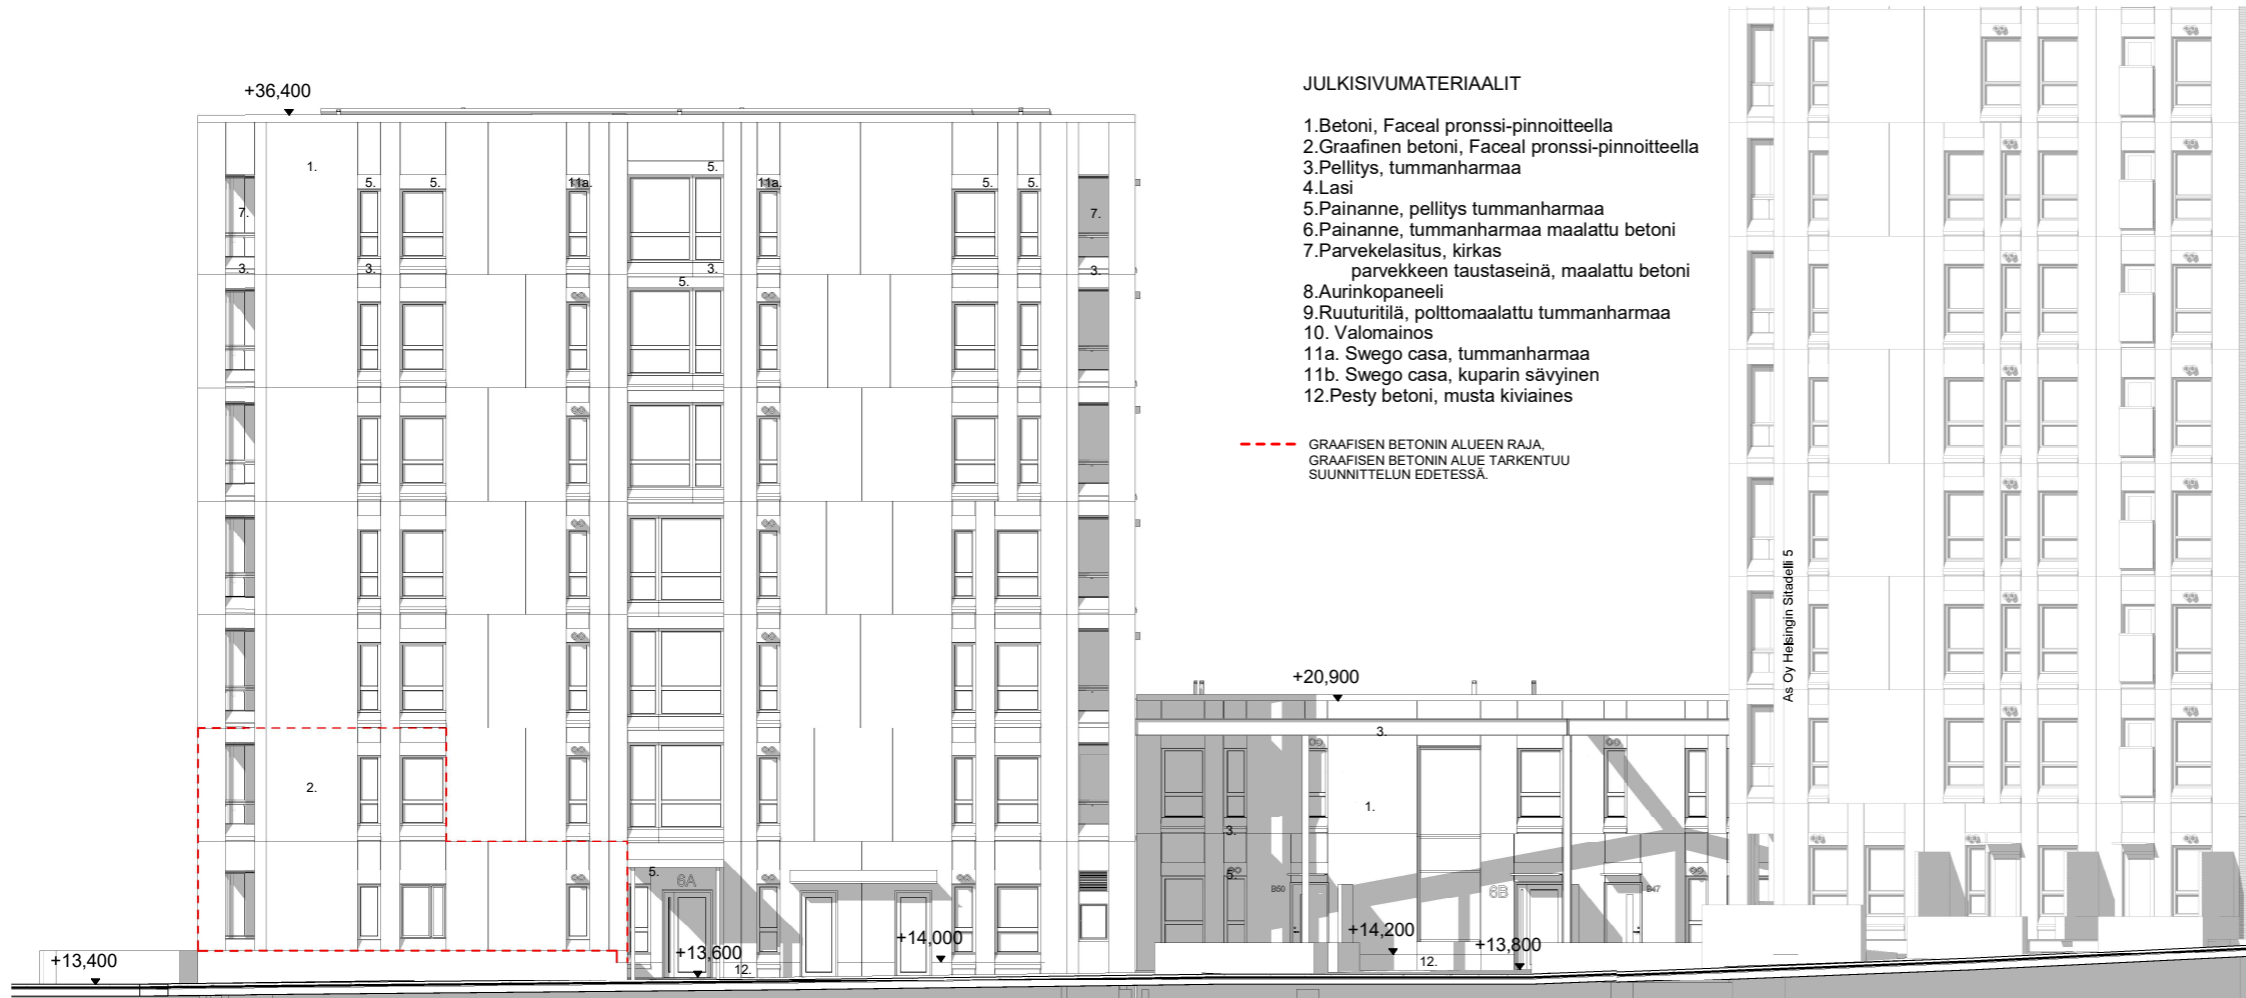 +36,400
JULKISIVUMATERIAALIT
1.Betoni, Faceal pronssi-pinnoitteella
2.Graafinen betoni, Faceal pronssi-pinnoitteella
3.Pellitys, tummanharmaa
4.Lasi
5.Painanne, pellitys tummanharmaa
6.Painanne, tummanharmaa maalattu betoni
7.Parvekelasitus, kirkas
parvekkeen taustaseinä, maalattu betoni
8.Aurinkopaneeli
9.Ruuturitilä, polttomaalattu tummanharmaa
10. Valomainos
11a. Swego casa, tummanharmaa
11b. Swego casa, kuparin sävyinen
12.Pesty betoni, musta kiviaines
GRAAFISEN BETONIN ALUEEN RAJA,
GRAAFISEN BETONIN ALUE TARKENTUU
SUUNNITTELUN EDETESSÄ.
1.
5.
5. 5. 11a. 11a. 5. 5.
7. 7.
3. 3. 3. 3.
5.
As Oy Helsingin Sitadelli 5
+20,900
3.
2.
1.
3.
5. 5.
6A B60 6B B47
+14,200
+14,000
+13,800
+13,600
+13,400
12. 12.